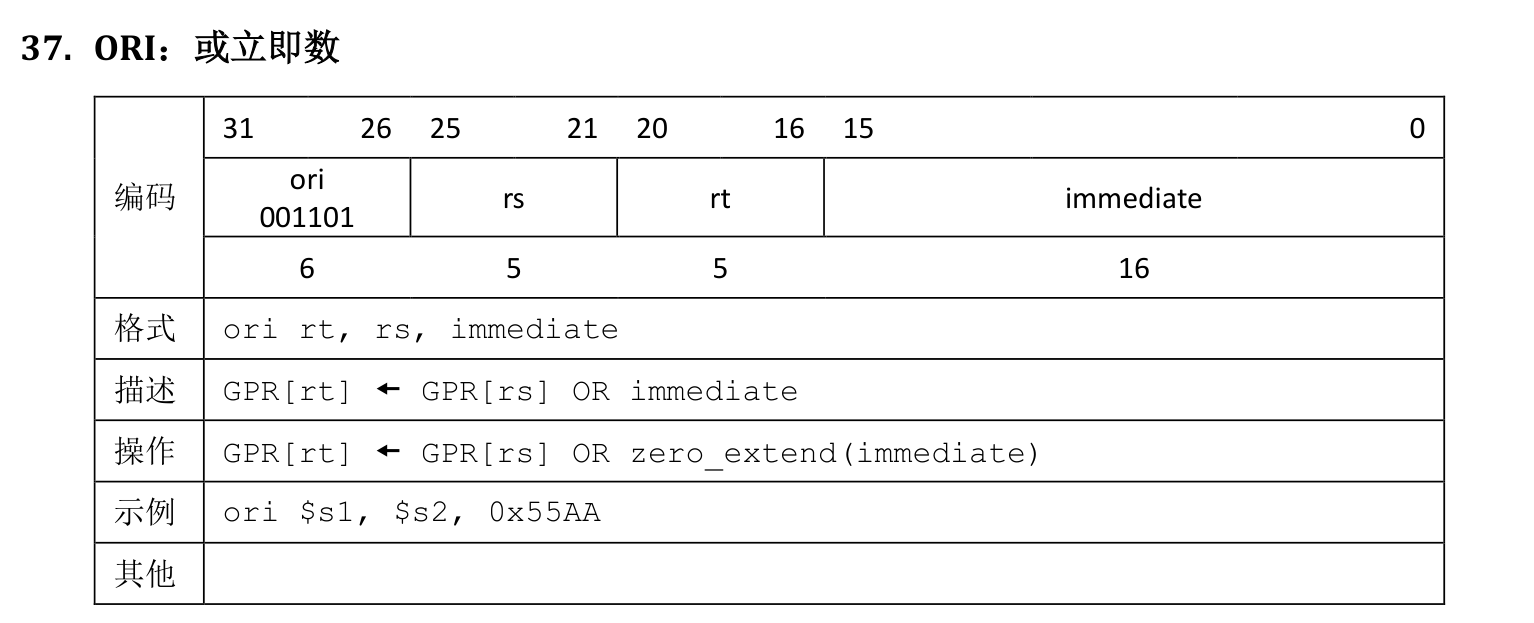 37. ORI：或立即数
31 26 25 21 20 16 15 0
编码
ori
001101
rs
rt
immediate
6 5 5 16
格式 ori rt, rs, immediate
描述 GPR[rt] ← GPR[rs] OR immediate
操作 GPR[rt] ← GPR[rs] OR zero_extend(immediate)
示例 ori $s1, $s2, 0x55AA
其他